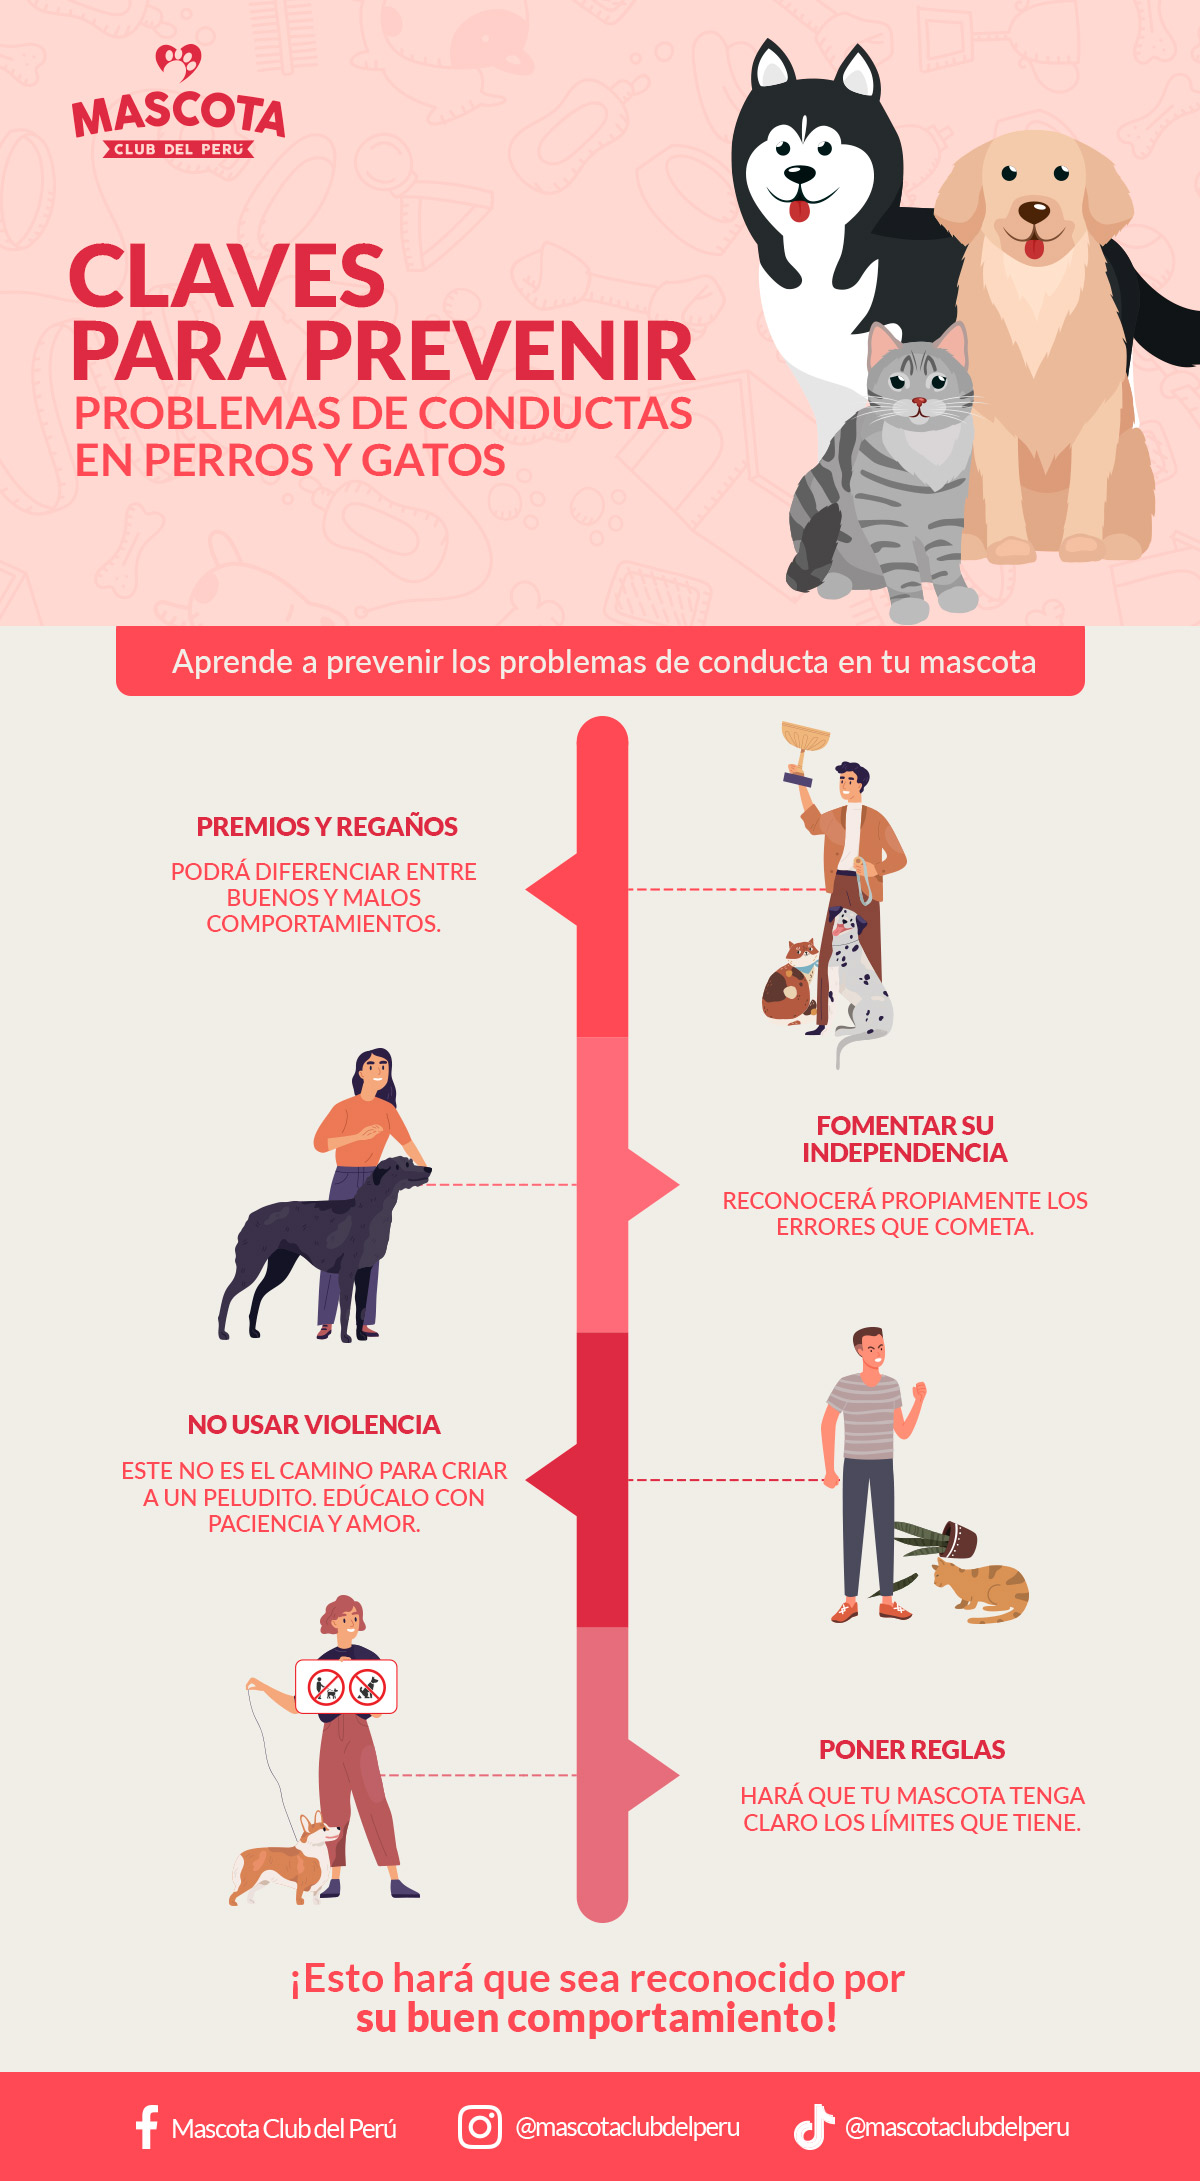 MASCOTA
CLUB DEL PERÚ
CLAVES
PARA PREVENIR
PROBLEMAS DE CONDUCTAS
EN PERROS Y GATOS
Aprende a prevenir los problemas de conducta en tu mascota
PREMIOS Y REGAÑOS
PODRÁ DIFERENCIAR ENTRE
BUENOS Y MALOS
COMPORTAMIENTOS.
FOMENTAR SU
INDEPENDENCIA
RECONOCERÁ PROPIAMENTE LOS
ERRORES QUE COMETA.
NO USAR VIOLENCIA
ESTE NO ES EL CAMINO PARA CRIAR
A UN PELUDITO. EDÚCALO CON
PACIENCIA Y AMOR.
PONER REGLAS
HARÁ QUE TU MASCOTA TENGA
CLARO LOS LÍMITES QUE TIENE.
¡Esto hará que sea reconocido por
su buen comportamiento!
Mascota Club del Perú
@mascotaclubdelperu
@mascotaclubdelperu